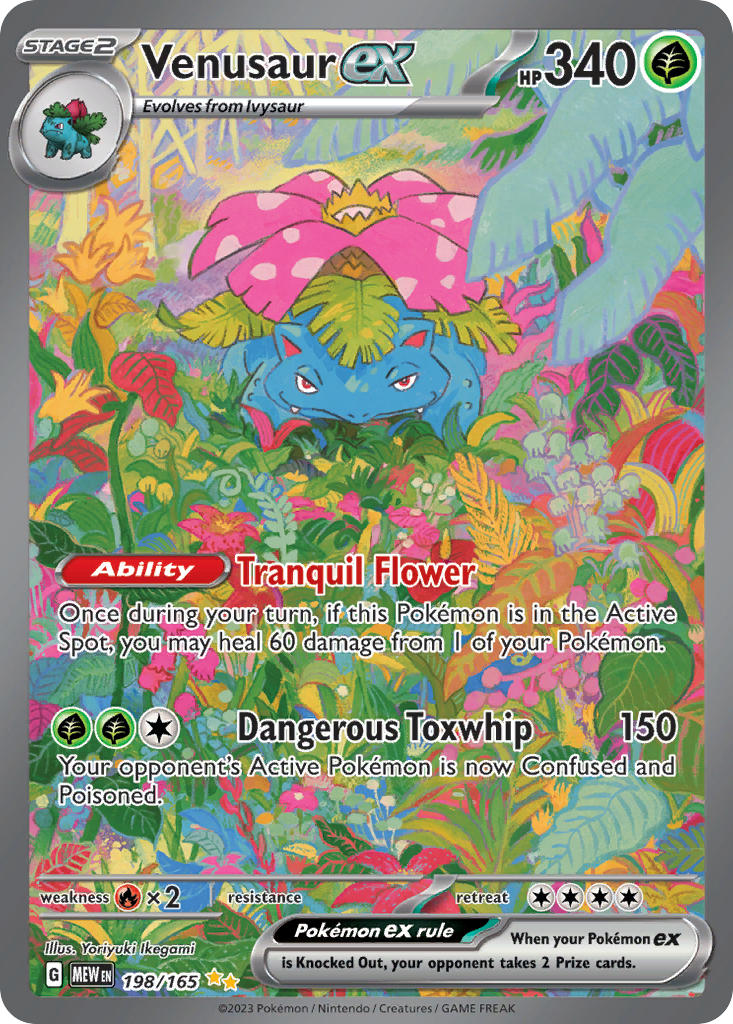 STAGE2
Venusaur ex
HP 340
Evolves from Ivysaur
Ability Tranquil Flower
Once during your turn, if this Pokémon is in the Active
Spot, you may heal 60 damage from 1 of your Pokémon.
Dangerous Toxwhip 150
Your opponent's Active Pokémon is now Confused and
Poisoned.
weakness ×2 resistance retreat
Illus. Yoriyuki Ikegami
Pokémon ex rule
When your Pokémon ex
is Knocked Out, your opponent takes 2 Prize cards.
G MEW EN 198/165
©2023 Pokémon / Nintendo / Creatures / GAME FREAK